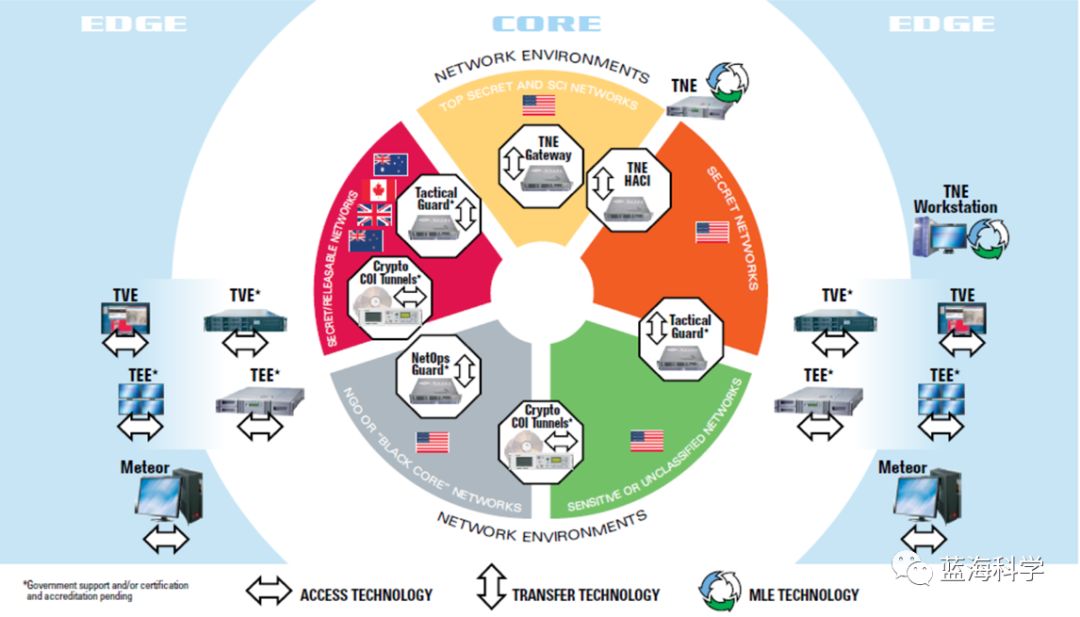 EDGE
CORE
EDGE
NETWORK ENVIRONMENTS
TOP SECRET AND SCI NETWORKS
TNE
TNE
Gateway
TNE
HACI
SECRET NETWORKS
SECRET/RELEASABLE NETWORKS
Tactical
Guard*
Crypto
COI Tunnels*
TNE
Workstation
TVE
TVE*
TVE*
TVE
Tactical
Guard*
NetOps
Guard*
TEE*
TEE*
TEE*
TEE*
NGO OR "BLACK CORE" NETWORKS
Crypto
COI Tunnels*
SENSITIVE OR UNCLASSIFIED NETWORKS
Meteor
Meteor
NETWORK ENVIRONMENTS
*Government support and/or certification
and accreditation pending
ACCESS TECHNOLOGY
TRANSFER TECHNOLOGY
MLE TECHNOLOGY
蓝海科学